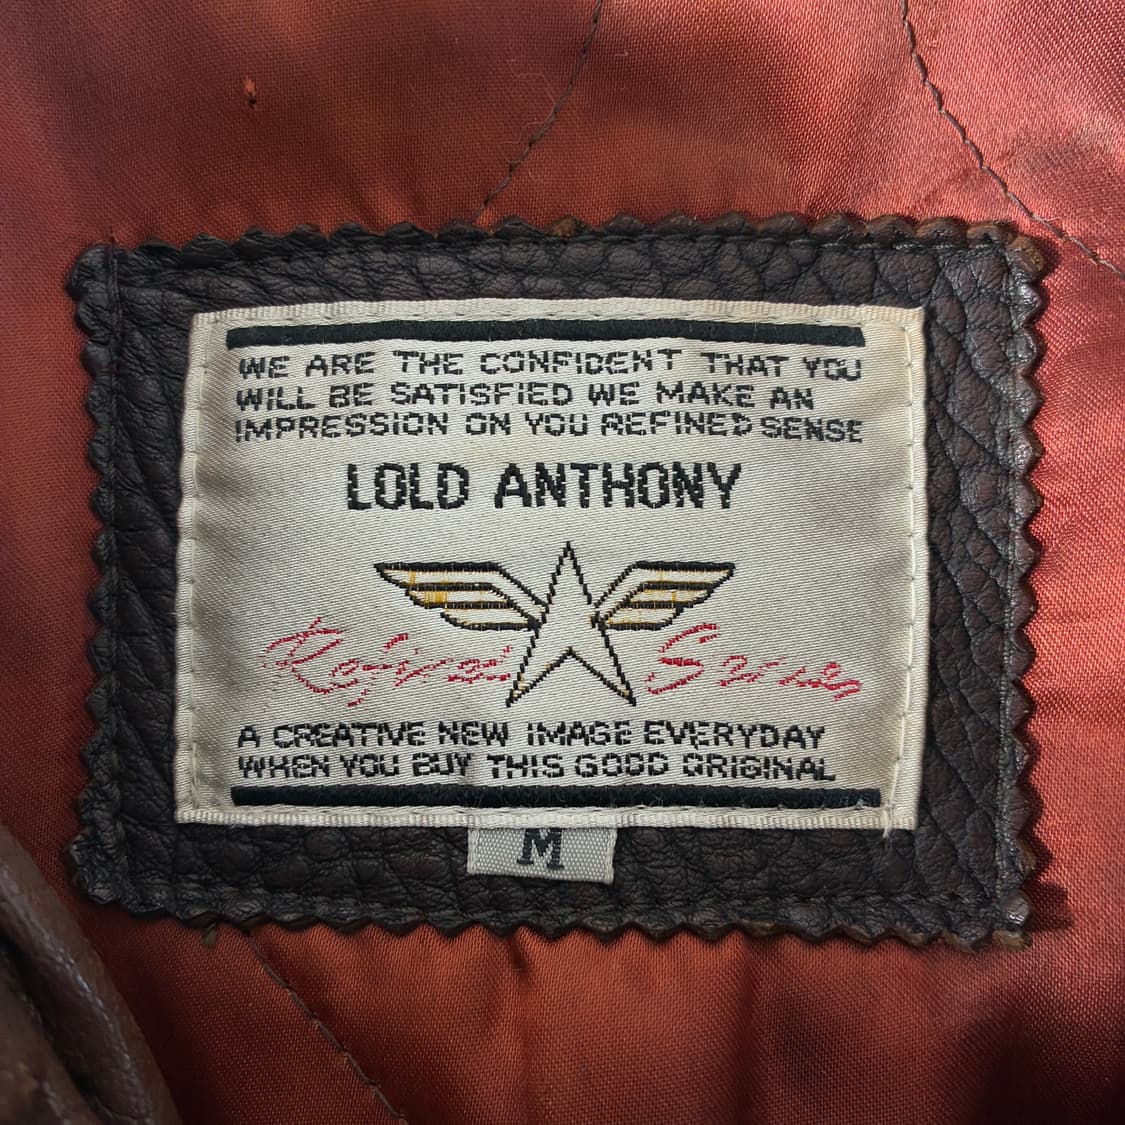 WE ARE THE CONFIDENT THAT YOU
WILL BE SATISFIED WE MAKE AN
IMPRESSION ON YOU REFINED SENSE
LOLD ANTHONY
A CREATIVE NEW IMAGE EVERYDAY
WHEN YOU BUY THIS GOOD ORIGINAL
M